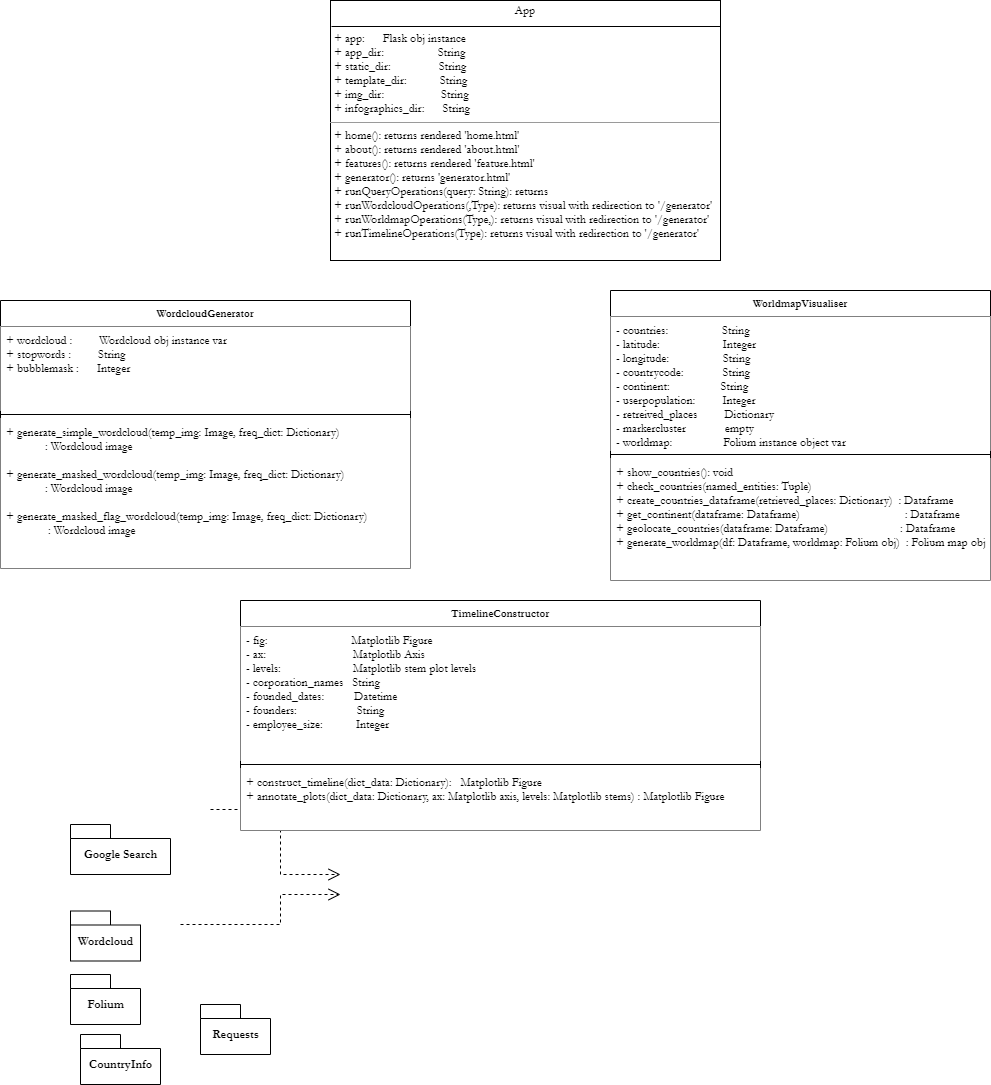 App
+ app: Flask obj instance
+ app_dir: String
+ static_dir: String
+ template_dir: String
+ img_dir: String
+ infographics_dir: String
+ home(): returns rendered 'home.html'
+ about(): returns rendered 'about.html'
+ features(): returns rendered 'feature.html'
+ generator(): returns 'generator.html'
+ runQueryOperations(query: String): returns
+ runWordcloudOperations(,Type): returns visual with redirection to '/generator'
+ runWorldmapOperations(Type,): returns visual with redirection to '/generator'
+ runTimelineOperations(Type): returns visual with redirection to '/generator'
WordcloudGenerator
+ wordcloud : Wordcloud obj instance var
+ stopwords : String
+ bubblemask : Integer
+ generate_simple_wordcloud(temp_img: Image, freq_dict: Dictionary)
: Wordcloud image
+ generate_masked_wordcloud(temp_img: Image, freq_dict: Dictionary)
: Wordcloud image
+ generate_masked_flag_wordcloud(temp_img: Image, freq_dict: Dictionary)
: Wordcloud image
WorldmapVisualiser
- countries: String
- latitude: Integer
- longitude: String
- countrycode: String
- continent: String
- userpopulation: Integer
- retreived_places Dictionary
- markercluster empty
- worldmap: Folium instance object var
+ show_countries(): void
+ check_countries(named_entities: Tuple)
+ create_countries_dataframe(retrieved_places: Dictionary) : Dataframe
+ get_continent(dataframe: Dataframe) : Dataframe
+ geolocate_countries(dataframe: Dataframe) : Dataframe
+ generate_worldmap(df: Dataframe, worldmap: Folium obj) : Folium map obj
TimelineConstructor
- fig: Matplotlib Figure
- ax: Matplotlib Axis
- levels: Matplotlib stem plot levels
- corporation_names String
- founded_dates: Datetime
- founders: String
- employee_size: Integer
+ construct_timeline(dict_data: Dictionary): Matplotlib Figure
+ annotate_plots(dict_data: Dictionary, ax: Matplotlib axis, levels: Matplotlib stems) : Matplotlib Figure
Google Search
Wordcloud
Folium
Requests
CountryInfo